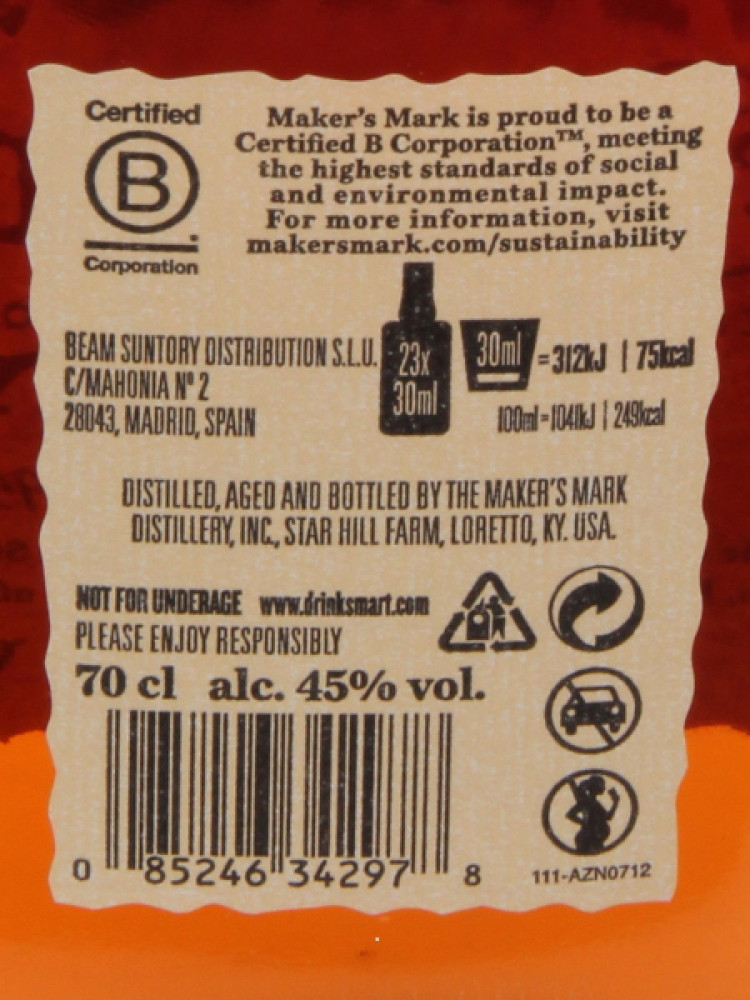 Certified
B
Corporation
Maker's Mark is proud to be a
Certified B Corporation™, meeting
the highest standards of social
and environmental impact.
For more information, visit
makersmark.com/sustainability
BEAM SUNTORY DISTRIBUTION S.L.U.
C/MAHONIA Nº 2
28043, MADRID, SPAIN
23x
30ml
30ml = 312kJ | 75kcal
100ml = 1041kJ | 249kcal
DISTILLED, AGED AND BOTTLED BY THE MAKER'S MARK
DISTILLERY, INC., STAR HILL FARM, LORETTO, KY. USA.
NOT FOR UNDERAGE www.drinksmart.com
PLEASE ENJOY RESPONSIBLY
70 cl alc. 45% vol.
0 85246 34297 8
111-AZN0712